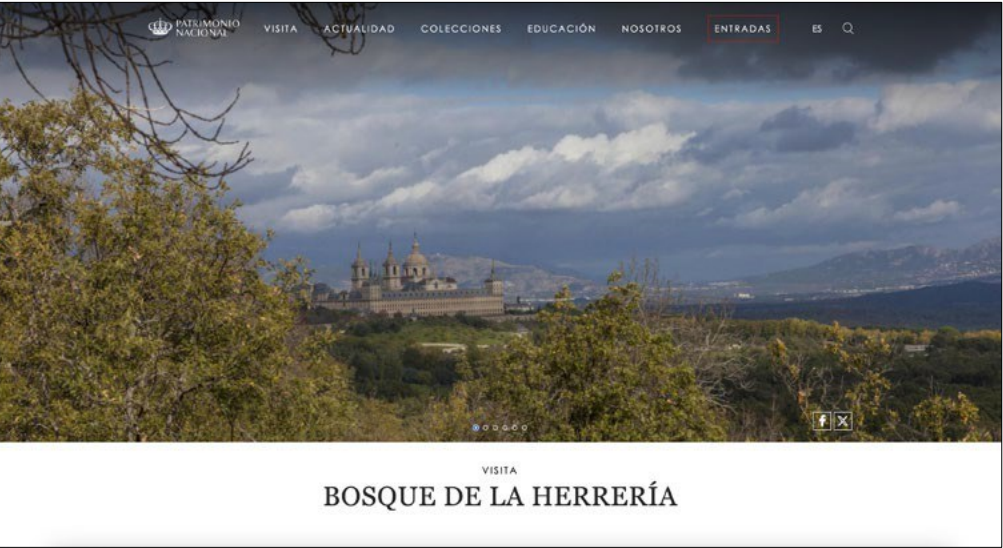 PATRIMONIO
NACIONAL
VISITA ACTUALIDAD COLECCIONES EDUCACIÓN NOSOTROS ENTRADAS ES
VISITA
BOSQUE DE LA HERRERÍA